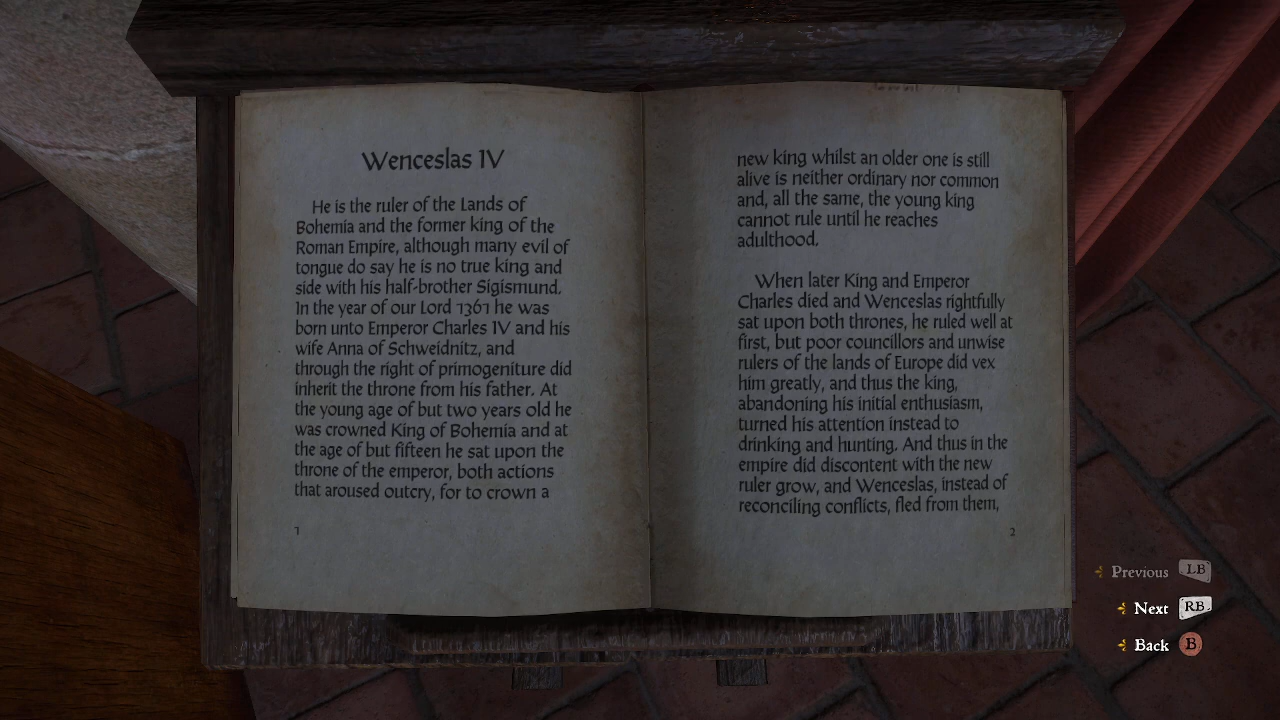 Wenceslas IV
He is the ruler of the Lands of
Bohemia and the former king of the
Roman Empire, although many evil of
tongue do say he is no true king and
side with his half-brother Sigismund.
In the year of our Lord 1361 he was
born unto Emperor Charles IV and his
wife Anna of Schweidnitz, and
through the right of primogeniture did
inherit the throne from his father. At
the young age of but two years old he
was crowned King of Bohemia and at
the age of but fifteen he sat upon the
throne of the emperor, both actions
that aroused outcry, for to crown a
1
new king whilst an older one is still
alive is neither ordinary nor common
and, all the same, the young king
cannot rule until he reaches
adulthood.
When later King and Emperor
Charles died and Wenceslas rightfully
sat upon both thrones, he ruled well at
first, but poor councillors and unwise
rulers of the lands of Europe did vex
him greatly, and thus the king,
abandoning his initial enthusiasm,
turned his attention instead to
drinking and hunting. And thus in the
empire did discontent with the new
ruler grow, and Wenceslas, instead of
reconciling conflicts, fled from them,
2
Previous LB
Next RB
Back B